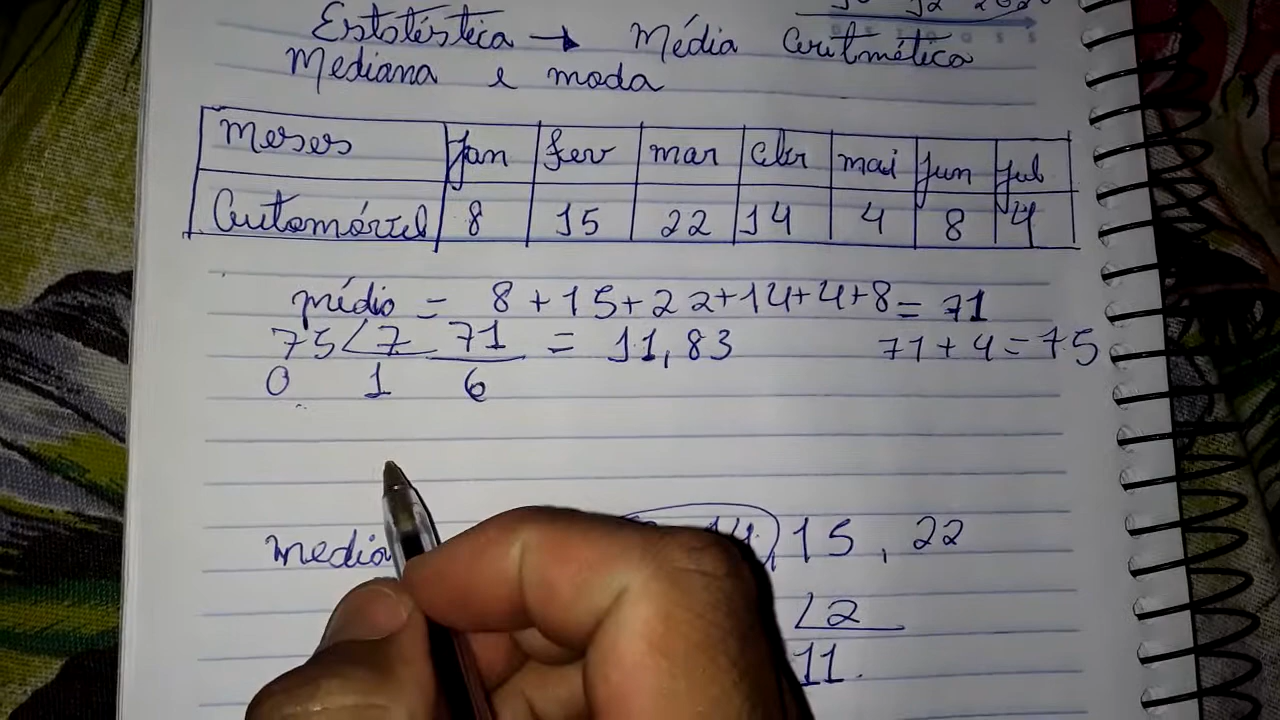 Estatística → Média aritmética
Mediana e moda
Meses Jan fev mar abr mai jun jul
Automóvel 8 15 22 14 4 8 4
médio = 8+15+22+14+4+8= 71
75 7 71 = 11,83 71+4=75
0 1 6
media 15, 22
2
11.